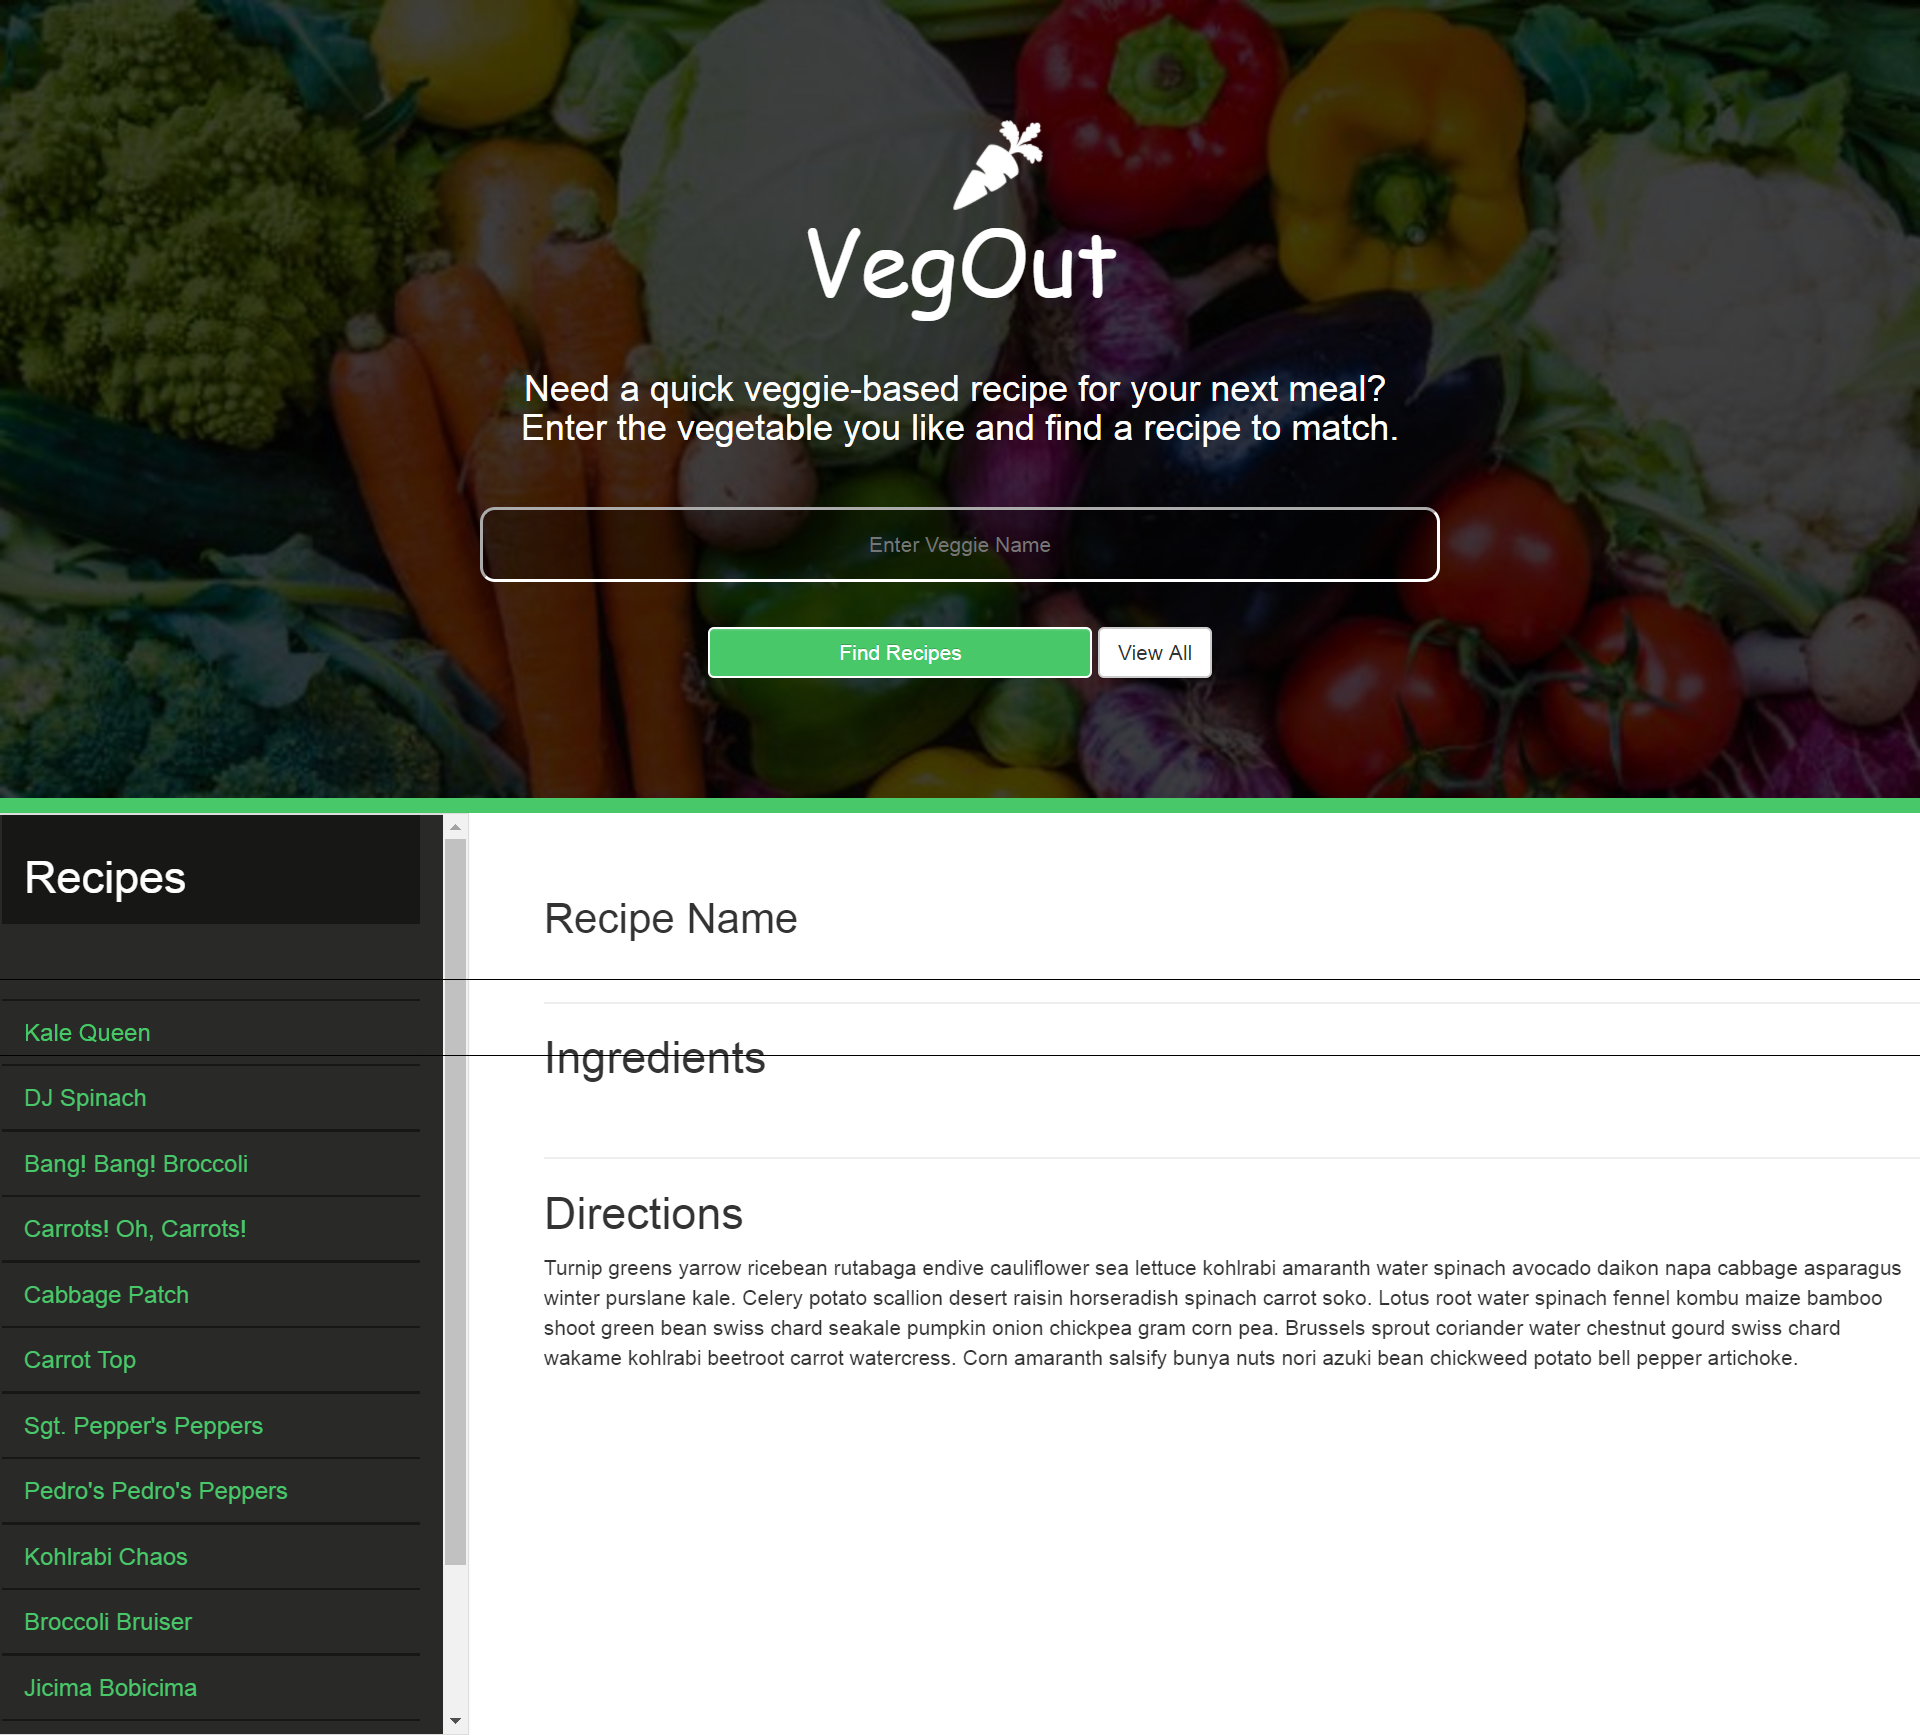 VegOut
Need a quick veggie-based recipe for your next meal?
Enter the vegetable you like and find a recipe to match.
Enter Veggie Name
Find Recipes
View All
Recipes
Kale Queen
DJ Spinach
Bang! Bang! Broccoli
Carrots! Oh, Carrots!
Cabbage Patch
Carrot Top
Sgt. Pepper's Peppers
Pedro's Pedro's Peppers
Kohlrabi Chaos
Broccoli Bruiser
Jicima Bobicima
Recipe Name
Ingredients
Directions
Turnip greens yarrow ricebean rutabaga endive cauliflower sea lettuce kohlrabi amaranth water spinach avocado daikon napa cabbage asparagus
winter purslane kale. Celery potato scallion desert raisin horseradish spinach carrot soko. Lotus root water spinach fennel kombu maize bamboo
shoot green bean swiss chard seakale pumpkin onion chickpea gram corn pea. Brussels sprout coriander water chestnut gourd swiss chard
wakame kohlrabi beetroot carrot watercress. Corn amaranth salsify bunya nuts nori azuki bean chickweed potato bell pepper artichoke.